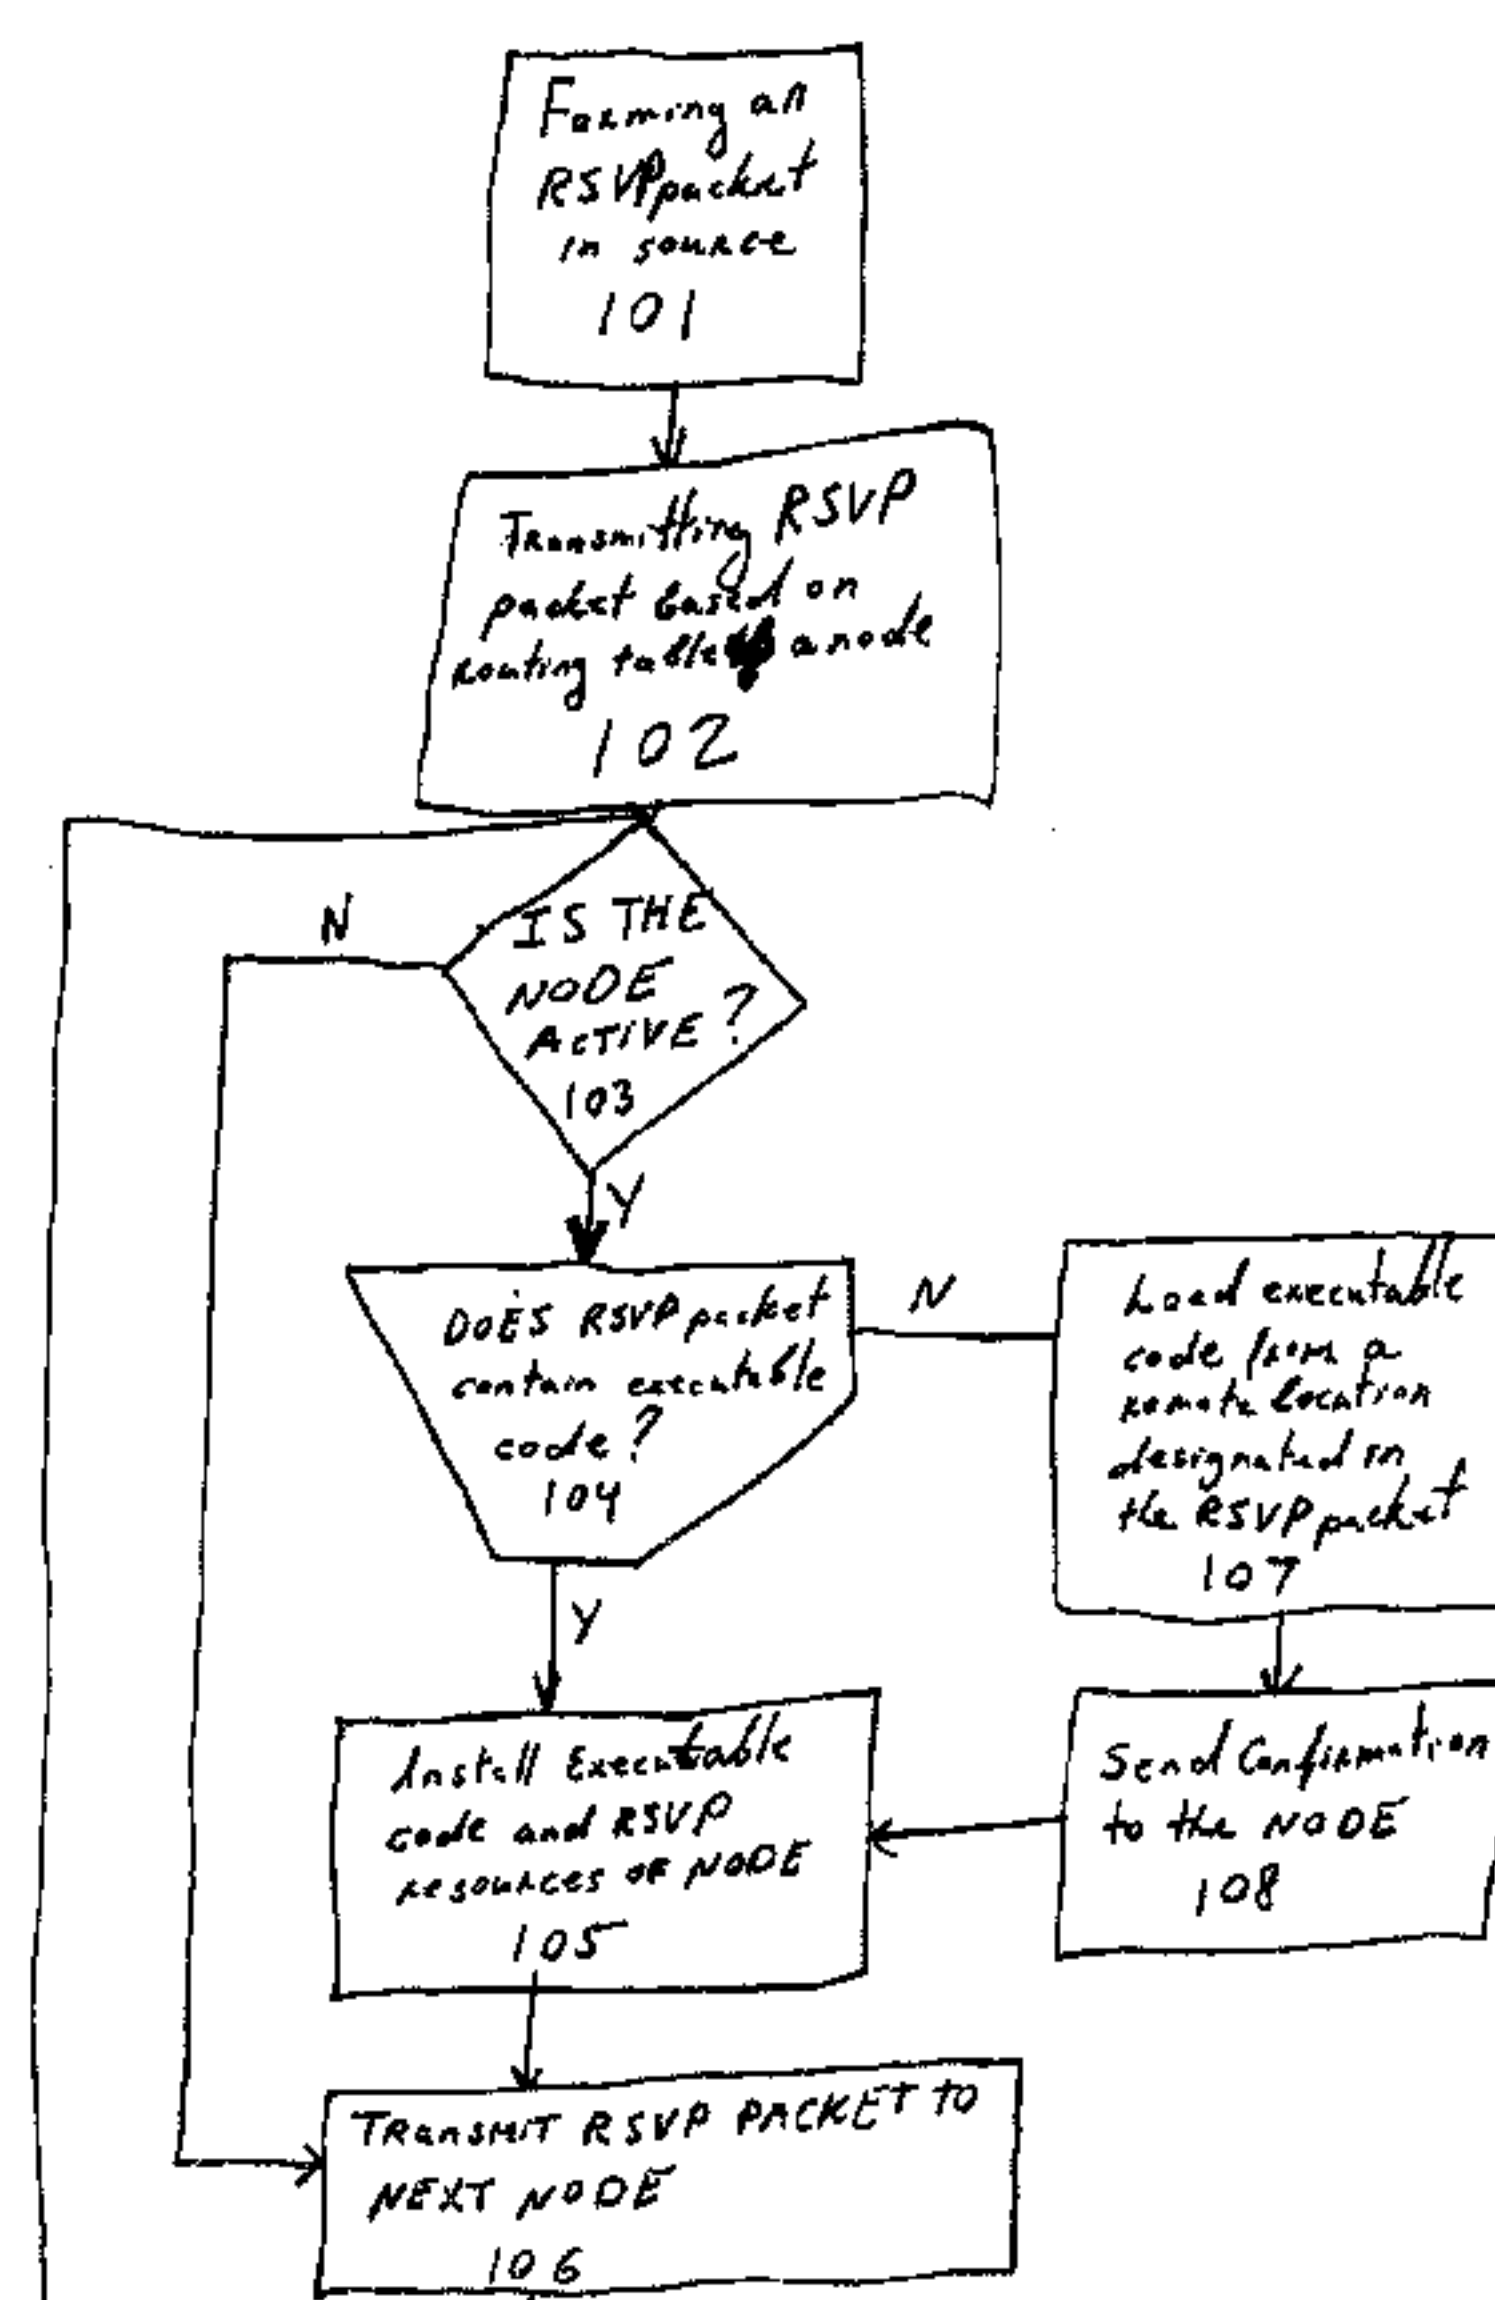 Forming an
RSVP packet
in source
101
Transmitting RSVP
packet based on
routing table a node
102
N
IS THE
NODE
ACTIVE?
103
Y
DOES RSVP packet
contain executable
code?
104
N
Load executable
code from a
remote location
designated in
the RSVP packet
107
Y
Install Executable
code and RSVP
resources of NODE
105
Send Confirmation
to the NODE
108
TRANSMIT RSVP PACKET TO
NEXT NODE
106